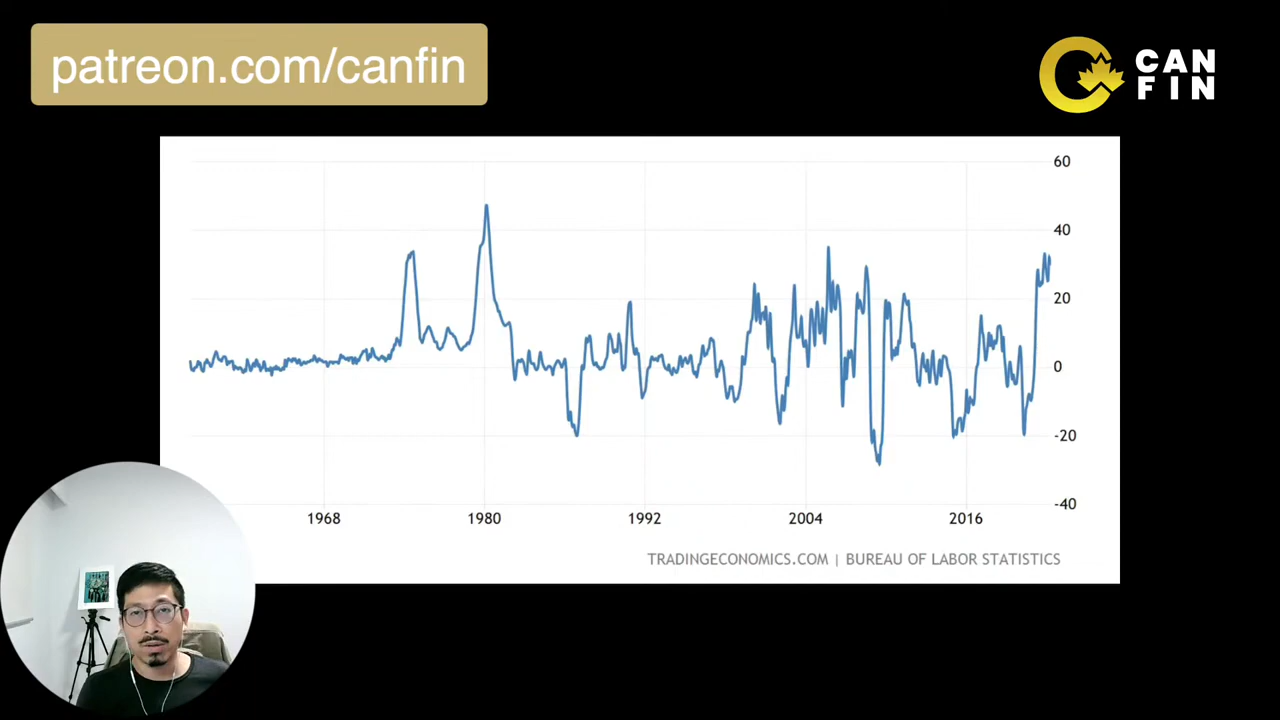 patreon.com/canfin
CAN
FIN
60
40
20
0
-20
-40
1968 1980 1992 2004 2016
TRADINGECONOMICS.COM | BUREAU OF LABOR STATISTICS